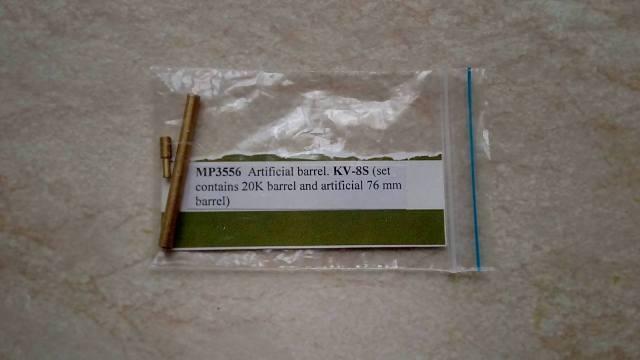 MP3556 Artificial barrel. KV-8S (set
contains 20K barrel and artificial 76 mm
barrel)